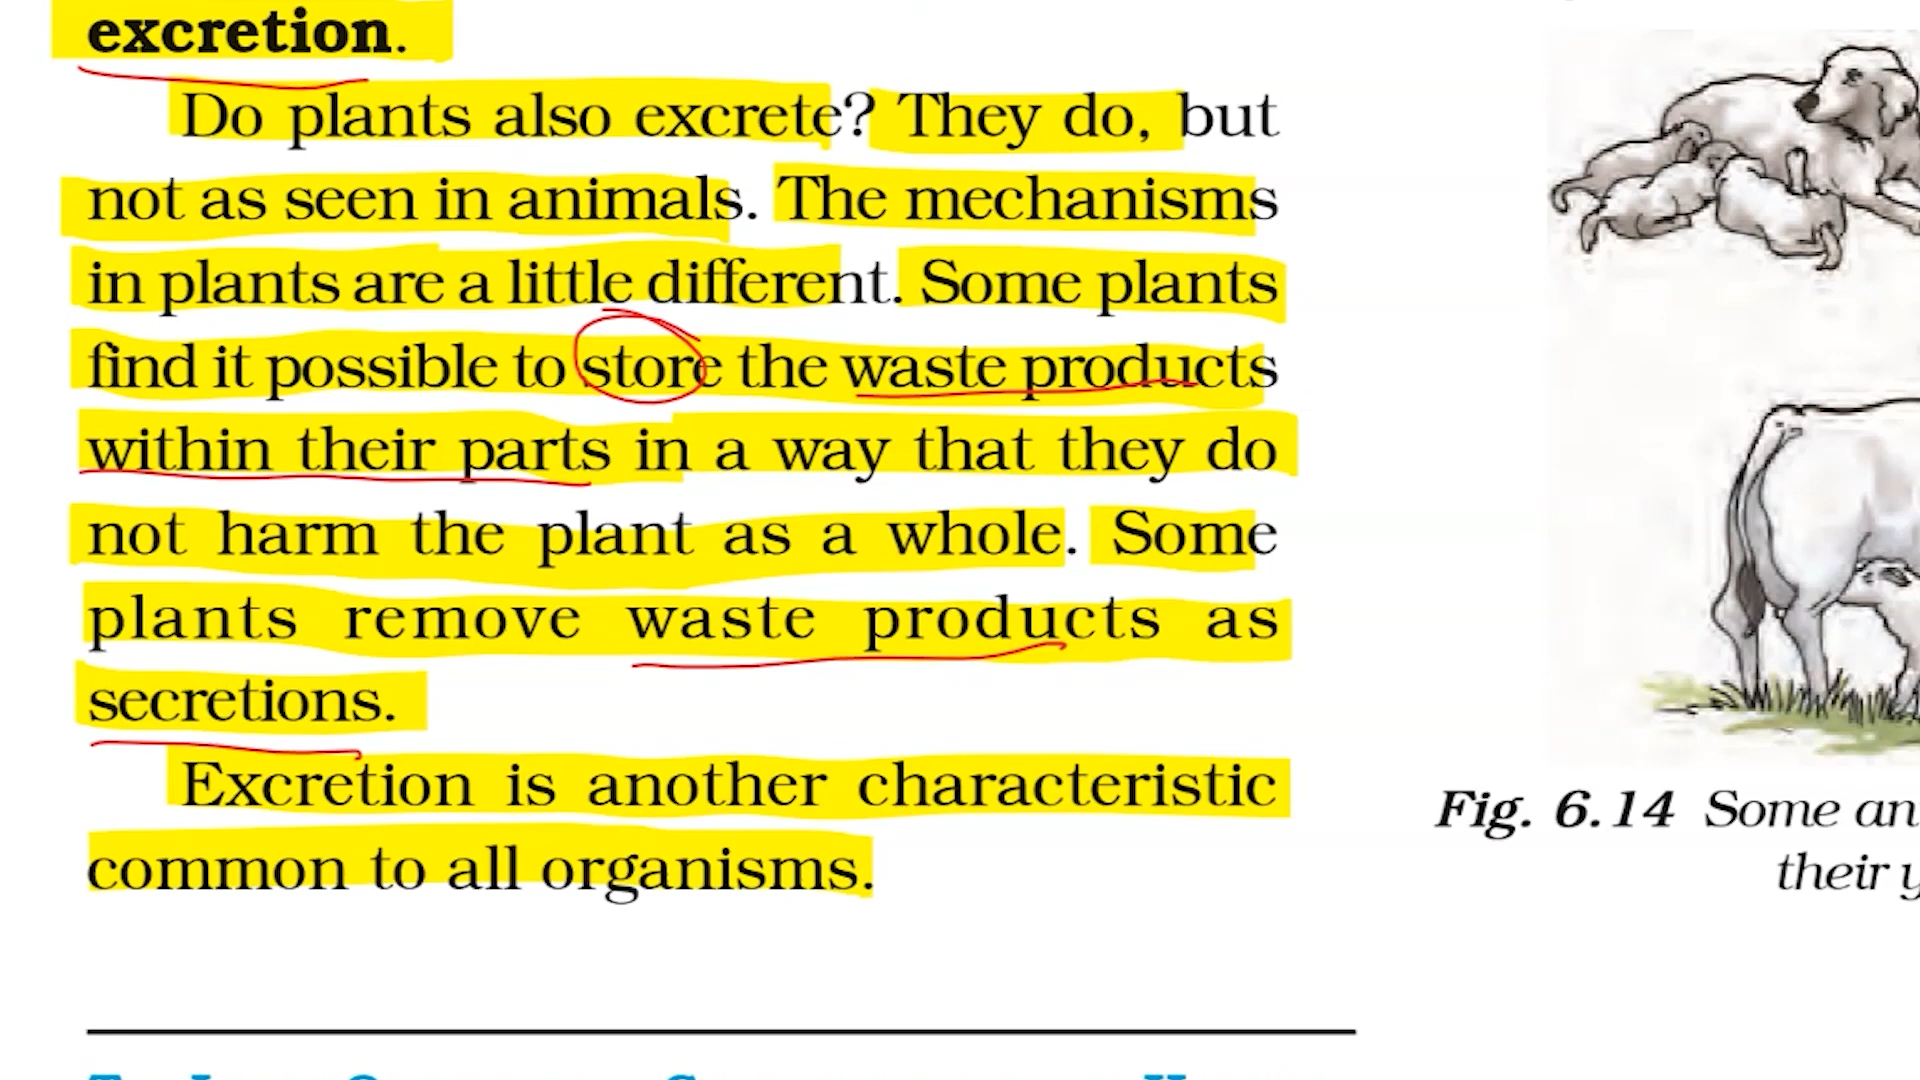 excretion.
Do plants also excrete? They do, but
not as seen in animals. The mechanisms
in plants are a little different. Some plants
find it possible to store the waste products
within their parts in a way that they do
not harm the plant as a whole. Some
plants remove waste products as
secretions.
Excretion is another characteristic
common to all organisms.
Fig. 6.14 Some an
their y